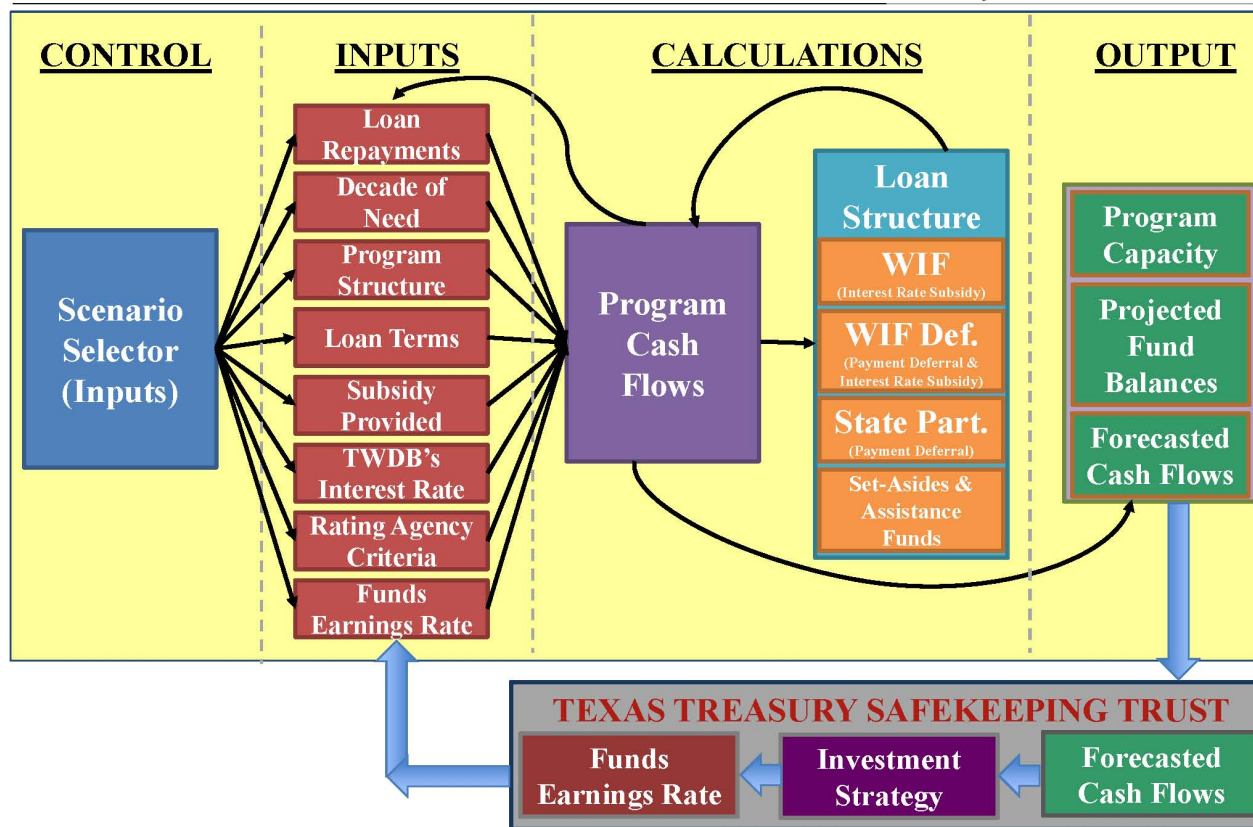 CONTROL
INPUTS
CALCULATIONS
OUTPUT
Scenario
Selector
(Inputs)
Loan
Repayments
Decade of
Need
Program
Structure
Loan Terms
Subsidy
Provided
TWDB's
Interest Rate
Rating Agency
Criteria
Funds
Earnings Rate
Program
Cash
Flows
Loan
Structure
WIF
(Interest Rate Subsidy)
WIF Def.
(Payment Deferral &
Interest Rate Subsidy)
State Part.
(Payment Deferral)
Set-Asides &
Assistance
Funds
Program
Capacity
Projected
Fund
Balances
Forecasted
Cash Flows
TEXAS TREASURY SAFEKEEPING TRUST
Funds
Earnings Rate
Investment
Strategy
Forecasted
Cash Flows